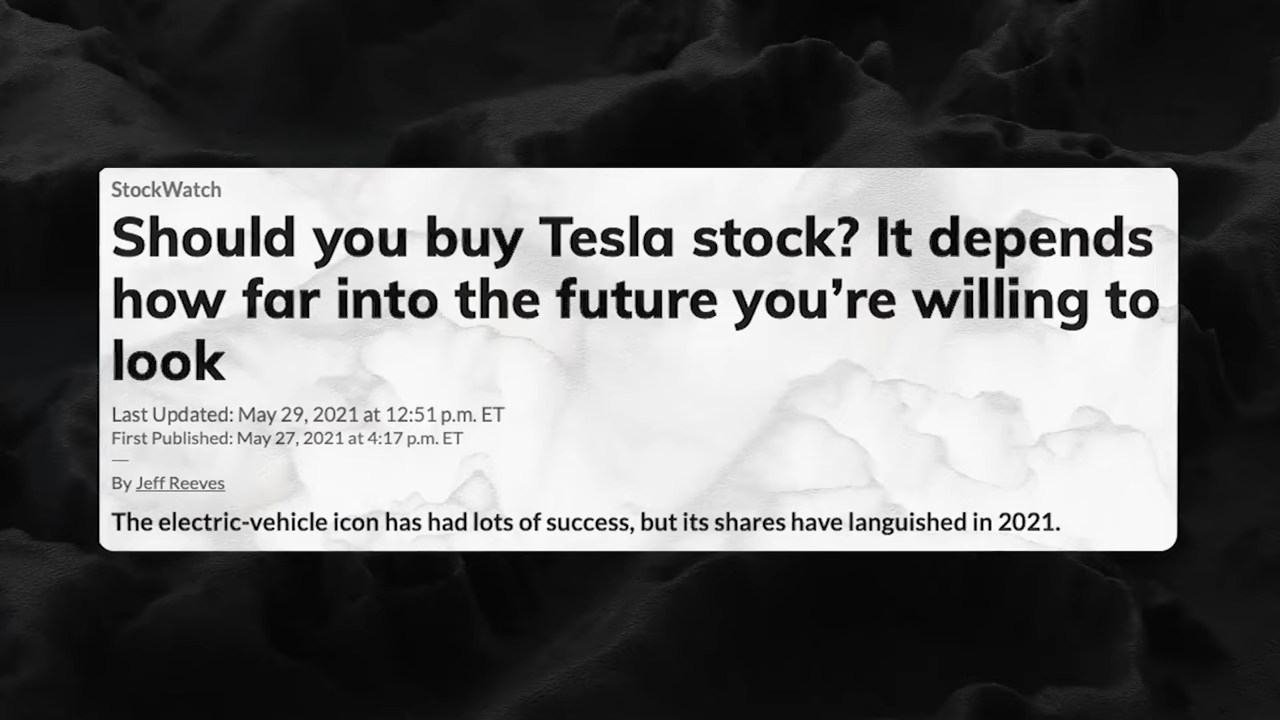 StockWatch
Should you buy Tesla stock? It depends
how far into the future you’re willing to
look
Last Updated: May 29, 2021 at 12:51 p.m. ET
First Published: May 27, 2021 at 4:17 p.m. ET
—
By Jeff Reeves
The electric-vehicle icon has had lots of success, but its shares have languished in 2021.